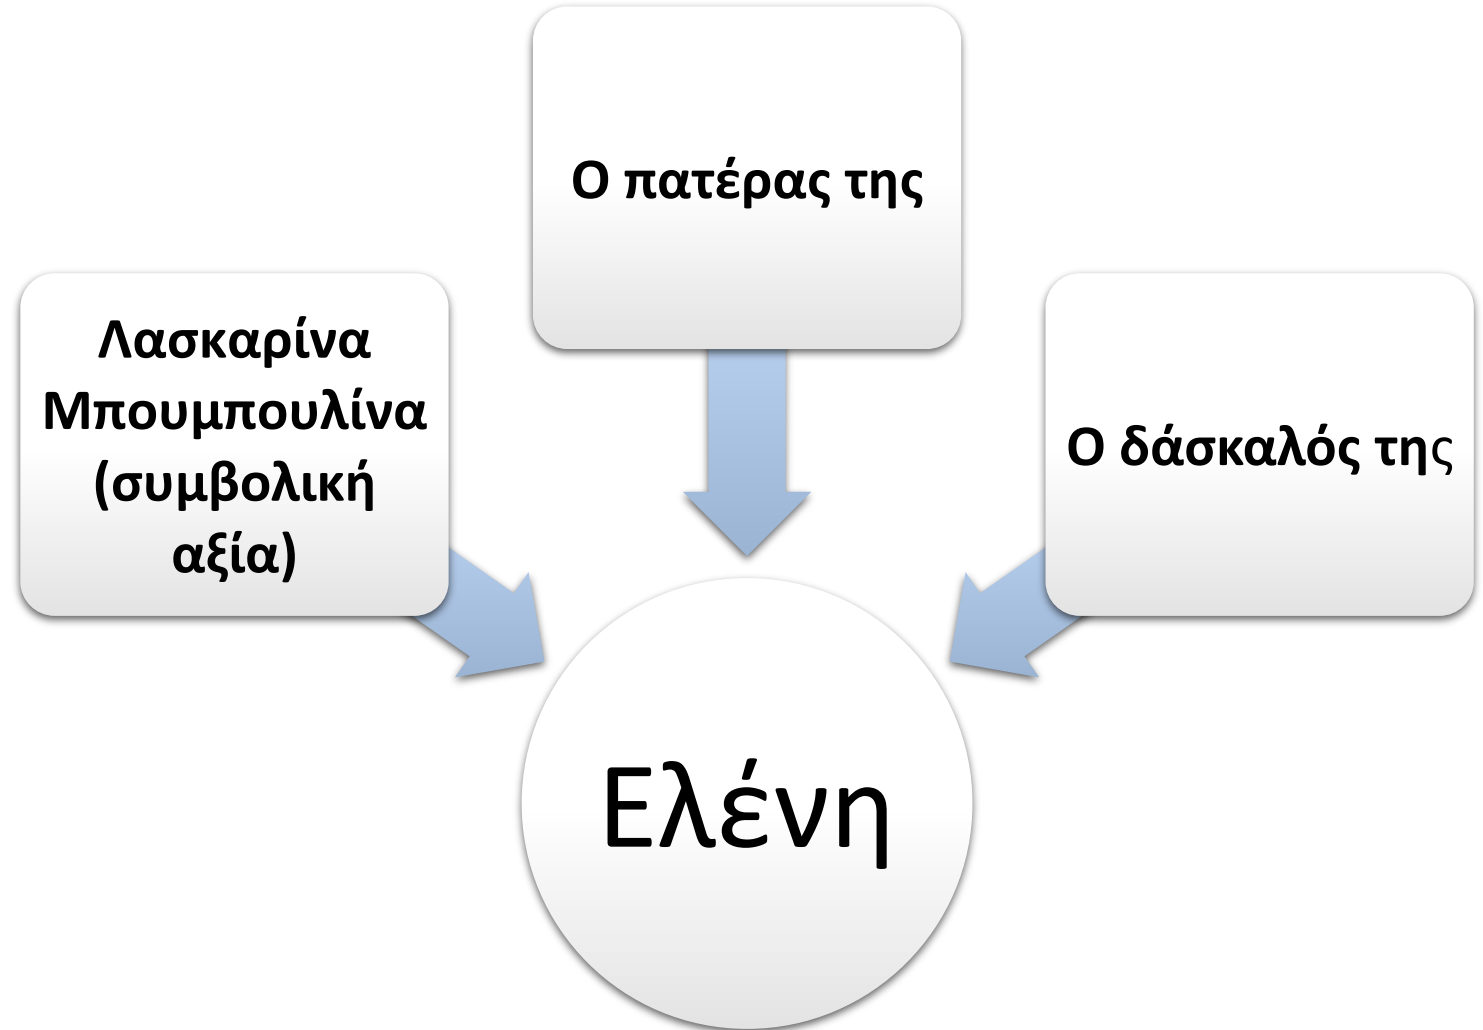 Ο πατέρας της
Λασκαρίνα
Μπουμπουλίνα
(συμβολική
αξία)
Ο δάσκαλός της
Ελένη